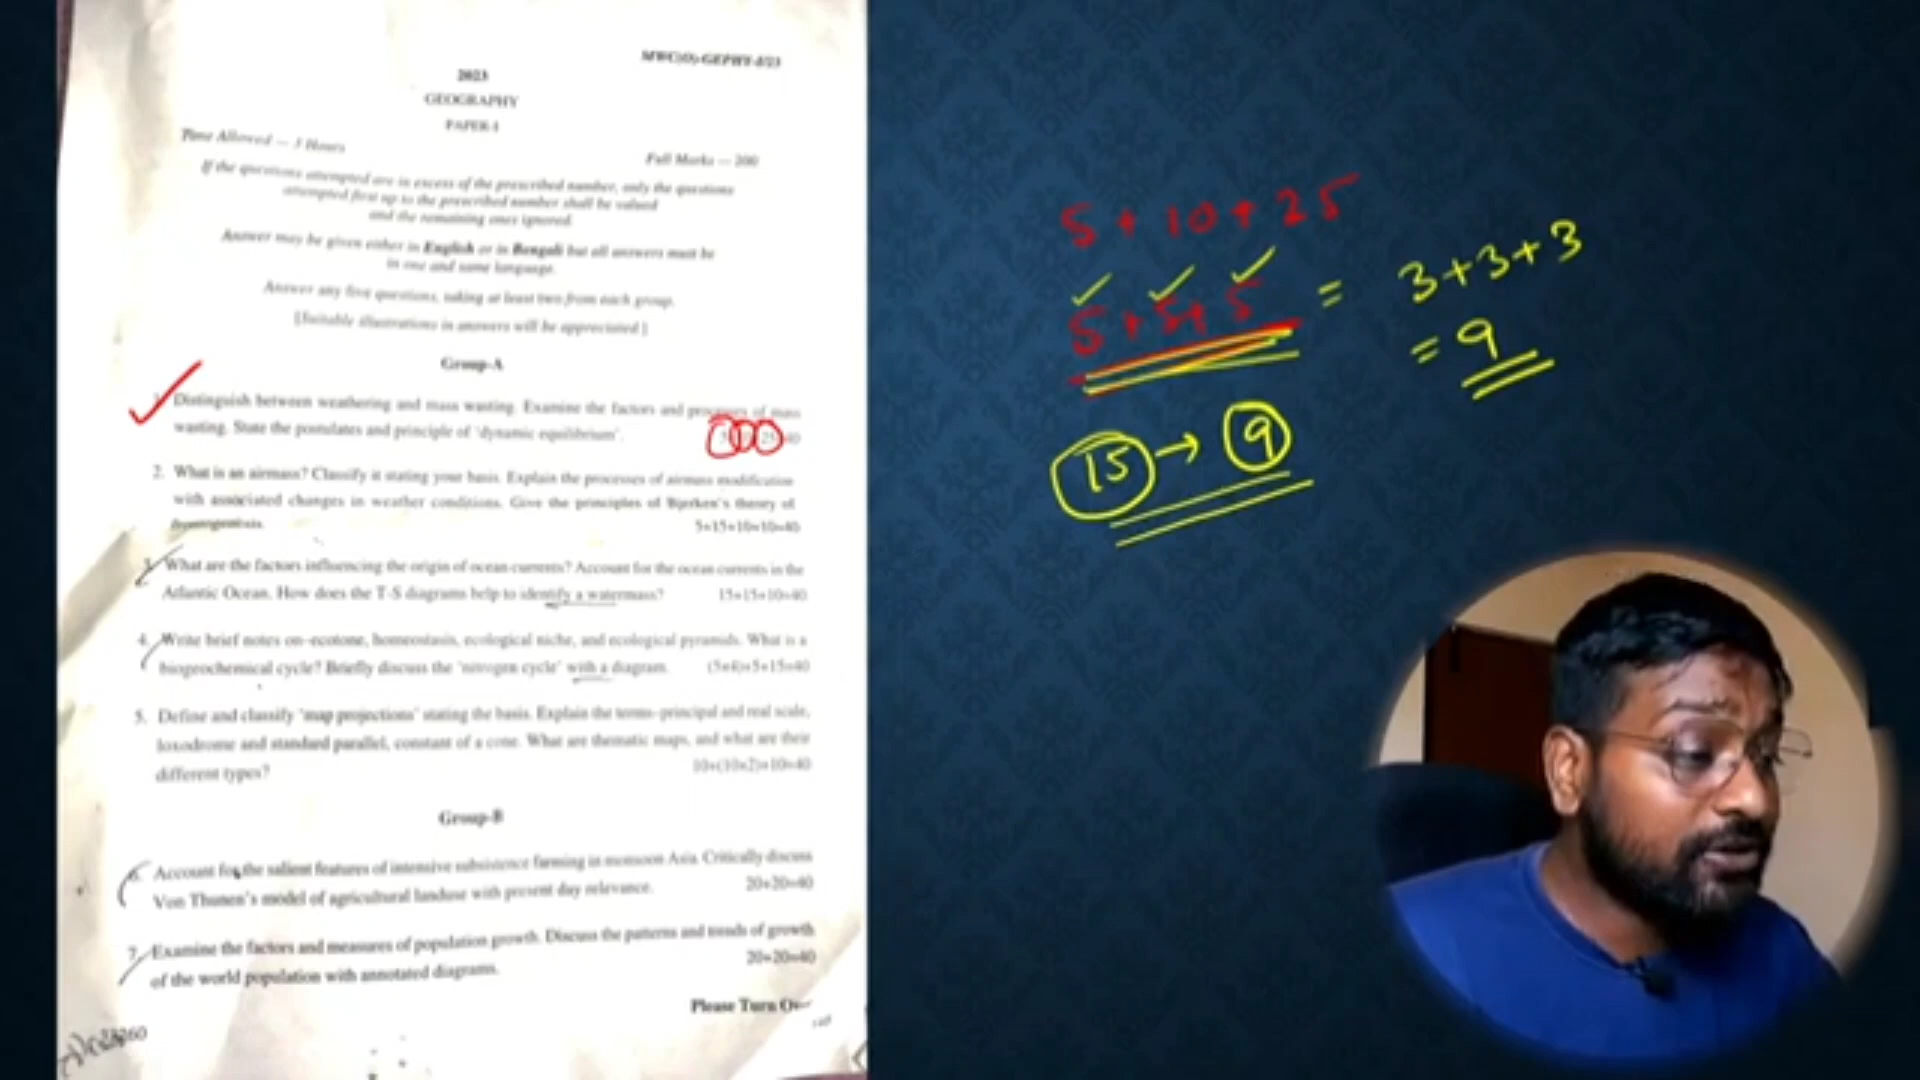 2023
GEOGRAPHY
PAPER-I
Time Allowed — 3 Hours
Full Marks — 200
If the questions attempted are in excess of the prescribed number, only the questions
attempted first up to the prescribed number shall be valued
and the remaining ones ignored.
Answer may be given either in English or in Bengali but all answers must be
in one and same language.
Answer any five questions, taking at least two from each group.
[Suitable illustrations in answers will be appreciated]
Group-A
Distinguish between weathering and mass wasting. Examine the factors and processes of mass
wasting. State the postulates and principle of 'dynamic equilibrium'.
2. What is an airmass? Classify it stating your basis. Explain the processes of airmass modification
with associated changes in weather conditions. Give the principles of Bjerken's theory of
frontogenesis. 5+15+10+10=40
3. What are the factors influencing the origin of ocean currents? Account for the ocean currents in the
Atlantic Ocean. How does the T-S diagrams help to identify a watermass? 15+15+10=40
4. Write brief notes on–ecotone, homeostasis, ecological niche, and ecological pyramids. What is a
biogeochemical cycle? Briefly discuss the 'nitrogen cycle' with a diagram. (5×4)+5+15=40
5. Define and classify 'map projections' stating the basis. Explain the terms–principal and real scale,
loxodrome and standard parallel, constant of a cone. What are thematic maps, and what are their
different types? 10+(10×2)+10=40
Group-B
6. Account for the salient features of intensive subsistence farming in monsoon Asia. Critically discuss
Von Thunen's model of agricultural landuse with present day relevance. 20+20=40
7. Examine the factors and measures of population growth. Discuss the patterns and trends of growth
of the world population with annotated diagrams. 20+20=40
Please Turn
5 + 10 + 25
5 + 5 + 5 = 3 + 3 + 3
= 9
15 → 9